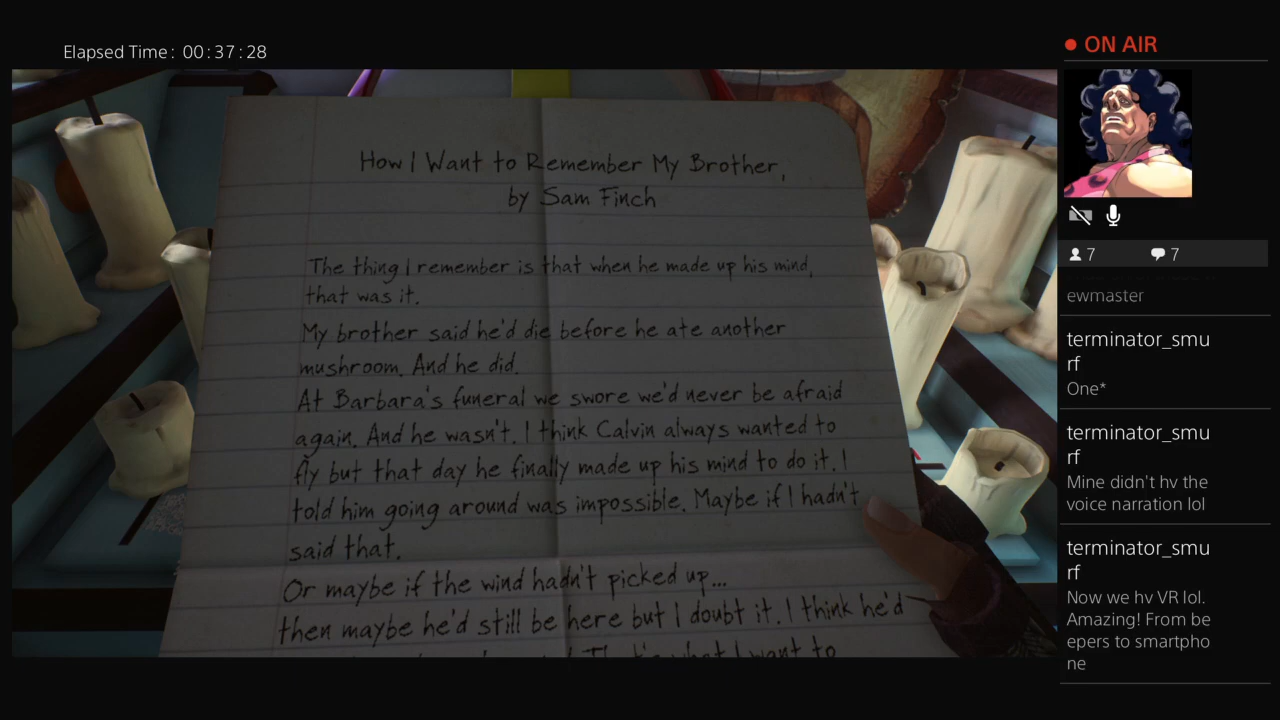 Elapsed Time: 00:37:28
ON AIR
How I Want to Remember My Brother,
by Sam Finch
The thing I remember is that when he made up his mind,
that was it.
My brother said he'd die before he ate another
mushroom. And he did.
At Barbara's funeral we swore we'd never be afraid
again. And he wasn't. I think Calvin always wanted to
fly but that day he finally made up his mind to do it. I
told him going around was impossible. Maybe if I hadn't
said that.
Or maybe if the wind hadn't picked up...
then maybe he'd still be here but I doubt it. I think he'd
what I want to
7
7
ewmaster
terminator_smu
rf
One*
terminator_smu
rf
Mine didn't hv the
voice narration lol
terminator_smu
rf
Now we hv VR lol.
Amazing! From be
epers to smartpho
ne